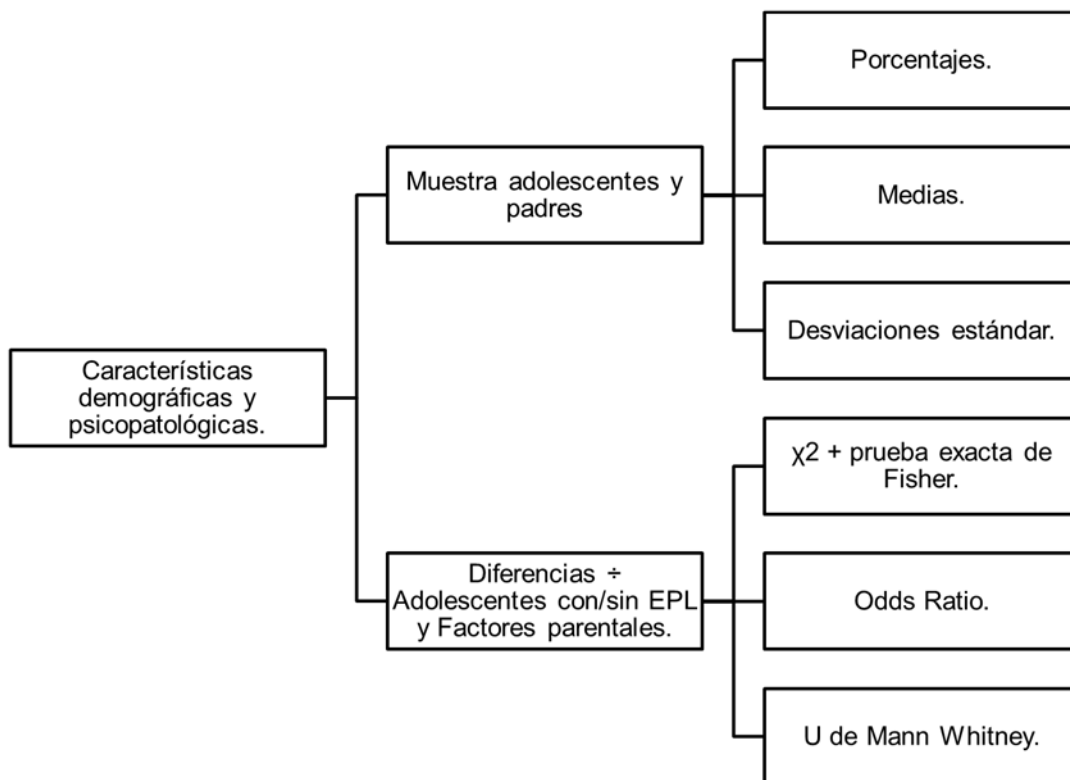 Características
demográficas y
psicopatológicas.
Muestra adolescentes y
padres
Porcentajes.
Medias.
Desviaciones estándar.
Diferencias ÷
Adolescentes con/sin EPL
y Factores parentales.
χ2 + prueba exacta de
Fisher.
Odds Ratio.
U de Mann Whitney.